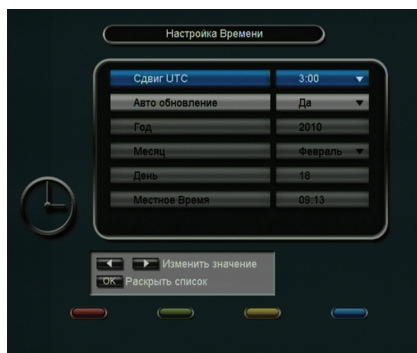 Настройка Времени
Сдвиг UTC 3:00
Авто обновление Да
Год 2010
Месяц Февраль
День 18
Местное Время 09:13
Изменить значение
OK Раскрыть список